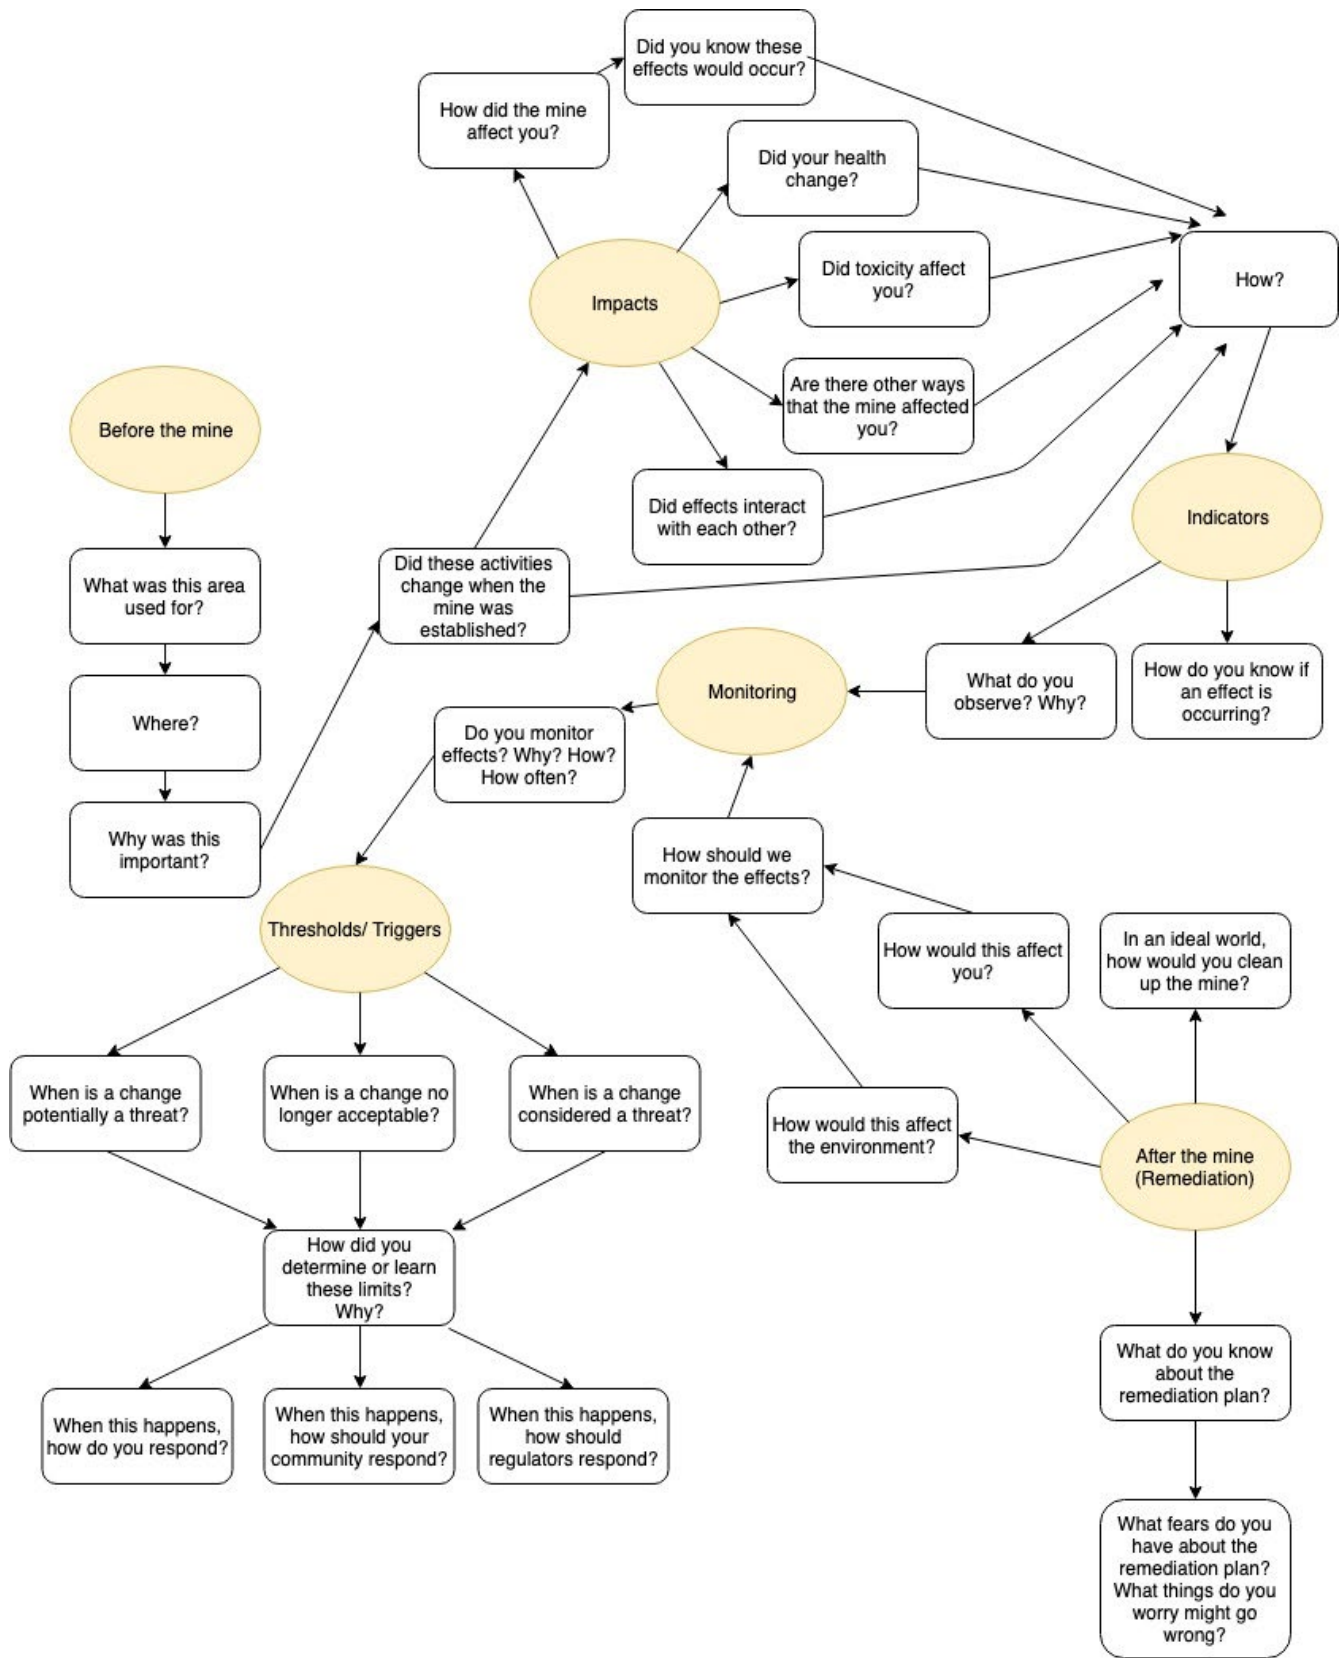 Did you know these
effects would occur?
How did the mine
affect you?
Did your health
change?
Did toxicity affect
you?
How?
Impacts
Are there other ways
that the mine affected
you?
Before the mine
Did effects interact
with each other?
Indicators
What was this area
used for?
Did these activities
change when the
mine was
established?
Where?
Monitoring
What do you
observe? Why?
How do you know if
an effect is
occurring?
Do you monitor
effects? Why? How?
How often?
Why was this
important?
How should we
monitor the effects?
Thresholds/ Triggers
How would this affect
you?
In an ideal world,
how would you clean
up the mine?
When is a change
potentially a threat?
When is a change no
longer acceptable?
When is a change
considered a threat?
How would this affect
the environment?
After the mine
(Remediation)
How did you
determine or learn
these limits?
Why?
What do you know
about the
remediation plan?
When this happens,
how do you respond?
When this happens,
how should your
community respond?
When this happens,
how should
regulators respond?
What fears do you
have about the
remediation plan?
What things do you
worry might go
wrong?